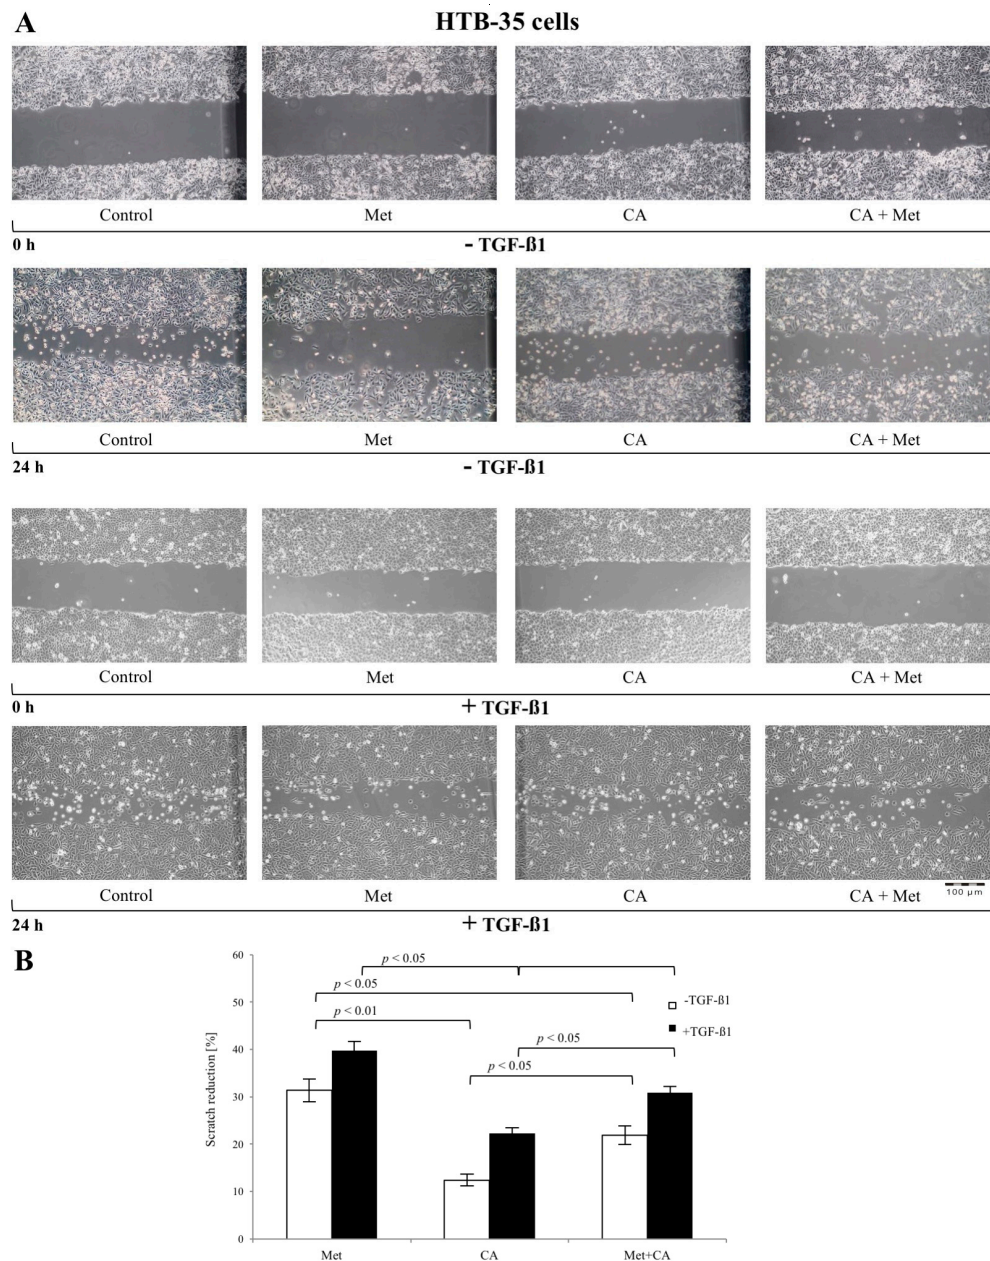 A
HTB-35 cells
Control Met CA CA + Met
0 h - TGF-ß1
Control Met CA CA + Met
24 h - TGF-ß1
Control Met CA CA + Met
0 h + TGF-ß1
Control Met CA CA + Met
100 µm
24 h + TGF-ß1
B
Scratch reduction [%]
60
50
40
30
20
10
0
p < 0.05
p < 0.05
p < 0.01
p < 0.05
p < 0.05
-TGF-ß1
+TGF-ß1
Met CA Met+CA